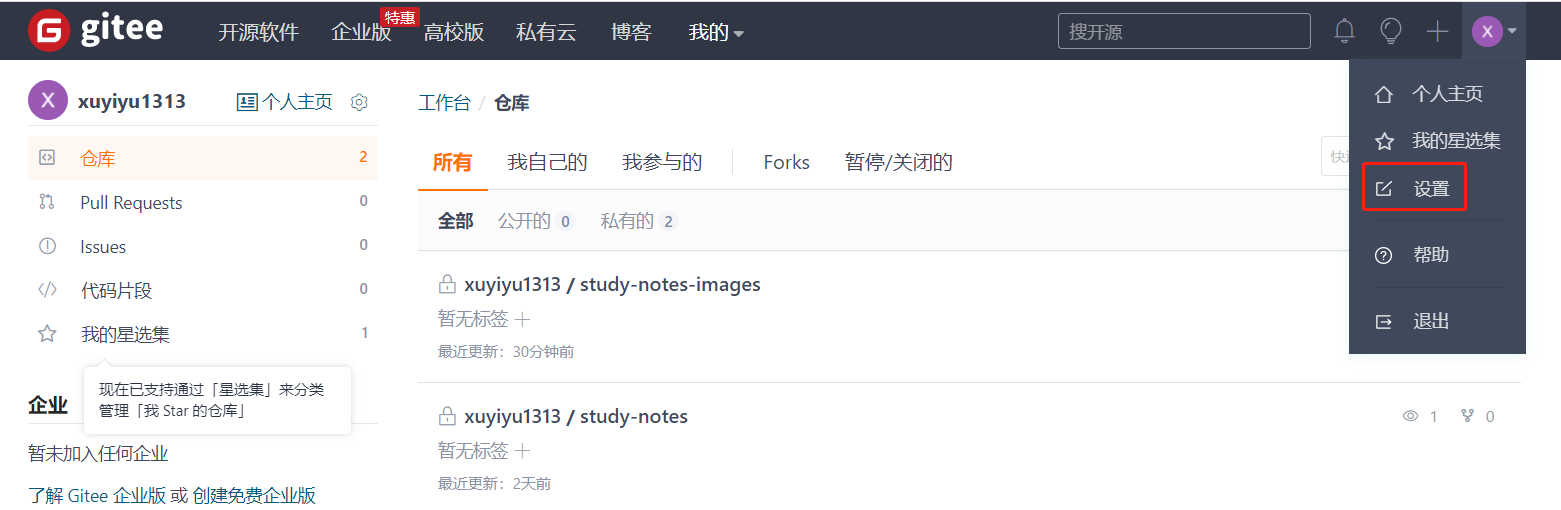 gitee 开源软件 企业版 特惠 高校版 私有云 博客 我的 搜开源 X
X xuyiyu1313 个人主页
仓库 2
Pull Requests 0
Issues 0
代码片段 0
我的星选集 1
现在已支持通过「星选集」来分类
管理「我 Star 的仓库」
企业
暂未加入任何企业
了解 Gitee 企业版 或 创建免费企业版
工作台 / 仓库
所有 我自己的 我参与的 Forks 暂停/关闭的
全部 公开的 0 私有的 2
xuyiyu1313 / study-notes-images
暂无标签
最近更新：30分钟前
xuyiyu1313 / study-notes 1 0
暂无标签
最近更新：2天前
个人主页
我的星选集
设置
帮助
退出